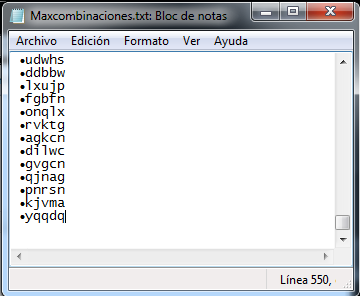 Maxcombinaciones.txt: Bloc de notas
Archivo Edición Formato Ver Ayuda
•udwhs
•ddbbw
•lxujp
•fgbfn
•onqlx
•rvktg
•agkcn
•dilwc
•gvgcn
•qjnag
•pnrsn
•kjvma
•yqqdq
Línea 550,